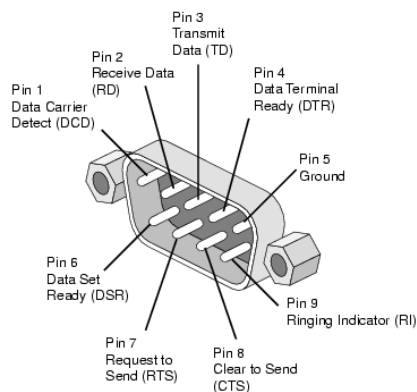 Pin 1
Data Carrier
Detect (DCD)
Pin 2
Receive Data
(RD)
Pin 3
Transmit
Data (TD)
Pin 4
Data Terminal
Ready (DTR)
Pin 5
Ground
Pin 6
Data Set
Ready (DSR)
Pin 7
Request to
Send (RTS)
Pin 8
Clear to Send
(CTS)
Pin 9
Ringing Indicator (RI)